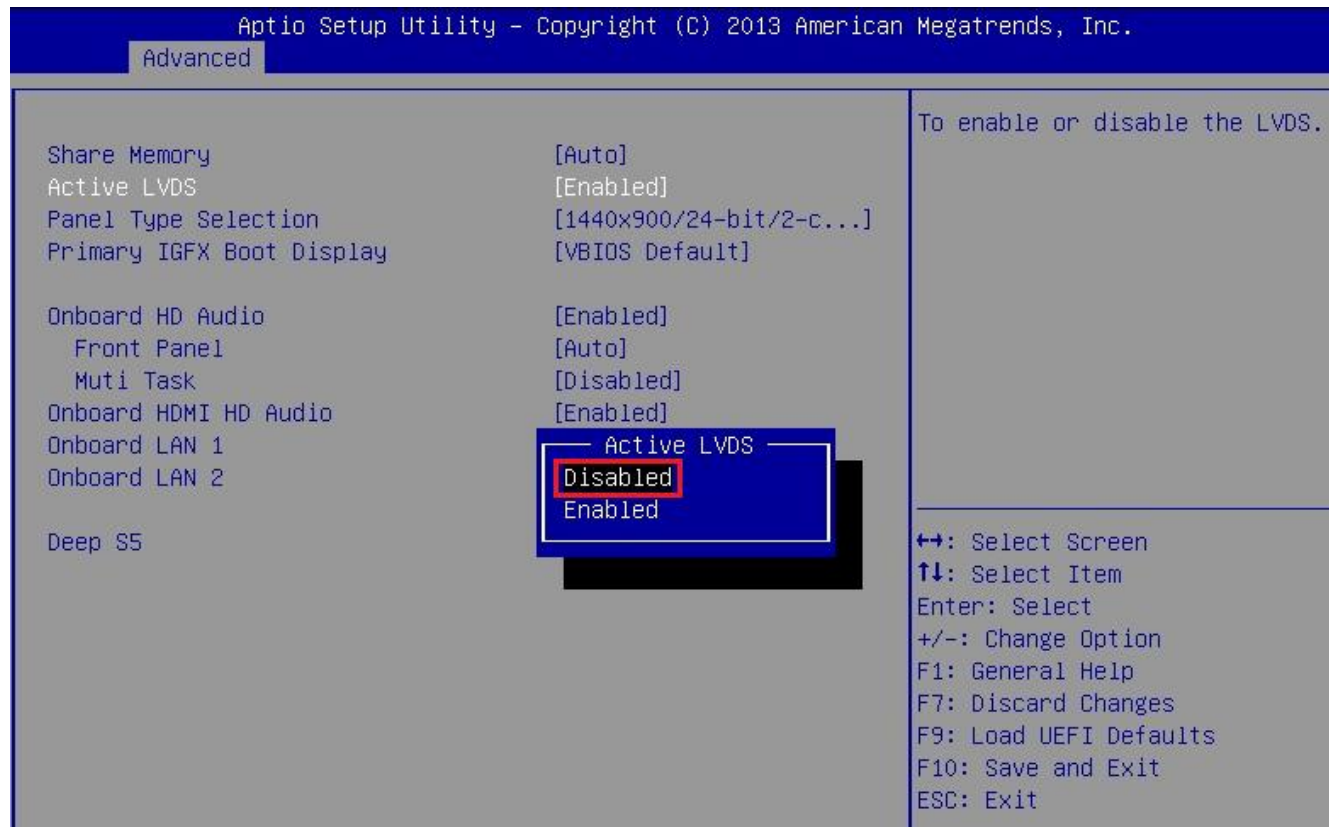 Aptio Setup Utility – Copyright (C) 2013 American Megatrends, Inc.
Advanced
Share Memory [Auto]
Active LVDS [Enabled]
Panel Type Selection [1440x900/24-bit/2-c...]
Primary IGFX Boot Display [VBIOS Default]
Onboard HD Audio [Enabled]
Front Panel [Auto]
Muti Task [Disabled]
Onboard HDMI HD Audio [Enabled]
Onboard LAN 1
Onboard LAN 2
Deep S5
Active LVDS
Disabled
Enabled
To enable or disable the LVDS.
↔: Select Screen
↑↓: Select Item
Enter: Select
+/-: Change Option
F1: General Help
F7: Discard Changes
F9: Load UEFI Defaults
F10: Save and Exit
ESC: Exit